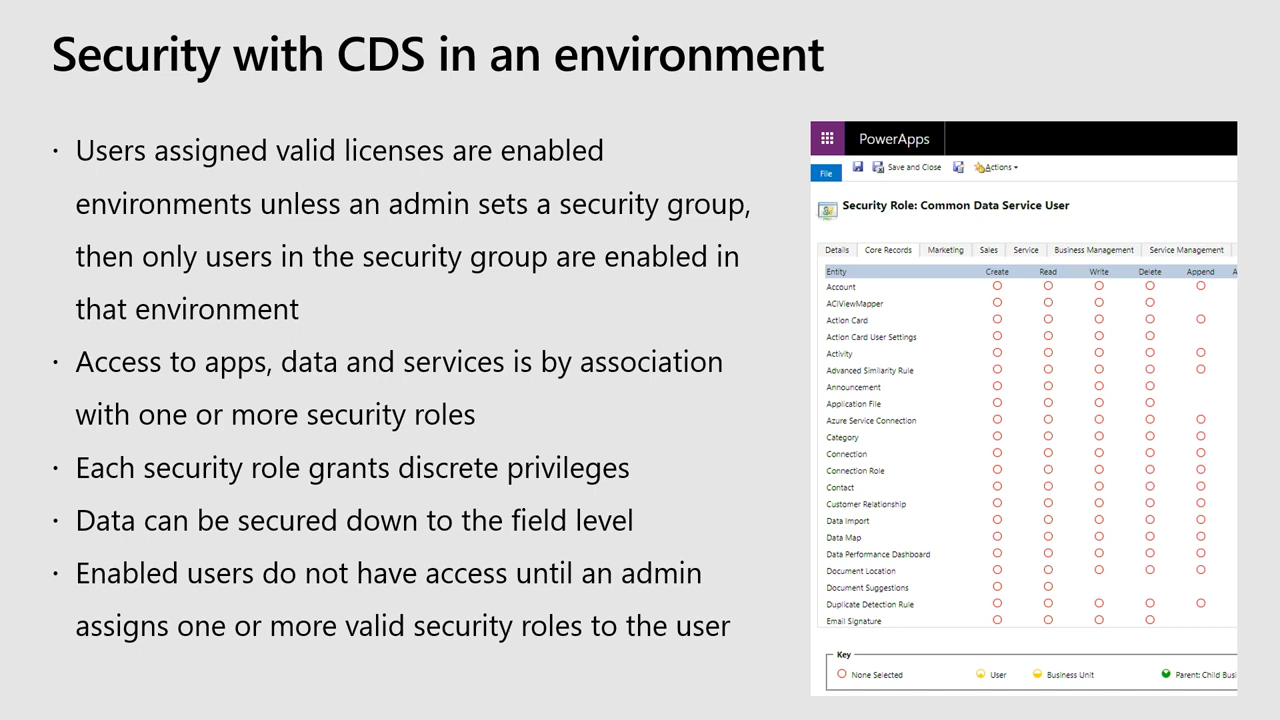 Security with CDS in an environment
· Users assigned valid licenses are enabled
environments unless an admin sets a security group,
then only users in the security group are enabled in
that environment
· Access to apps, data and services is by association
with one or more security roles
· Each security role grants discrete privileges
· Data can be secured down to the field level
· Enabled users do not have access until an admin
assigns one or more valid security roles to the user
PowerApps
File Save and Close Actions
Security Role: Common Data Service User
Details Core Records Marketing Sales Service Business Management Service Management
Entity Create Read Write Delete Append A
Account
ACIViewMapper
Action Card
Action Card User Settings
Activity
Advanced Similarity Rule
Announcement
Application File
Azure Service Connection
Category
Connection
Connection Role
Contact
Customer Relationship
Data Import
Data Map
Data Performance Dashboard
Document Location
Document Suggestions
Duplicate Detection Rule
Email Signature
Key
None Selected User Business Unit Parent: Child Busi